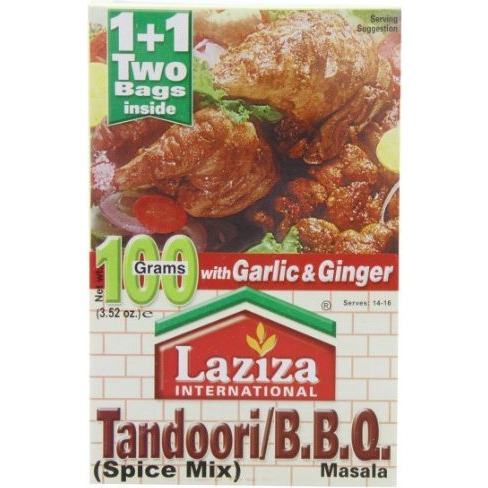 1+1
Two
Bags
inside
Serving
Suggestion
Net wt.
100
Grams
(3.52 oz.) e
with Garlic & Ginger
Serves: 14-16
®
Laziza
INTERNATIONAL
Tandoori/B.B.Q.
(Spice Mix)
Masala